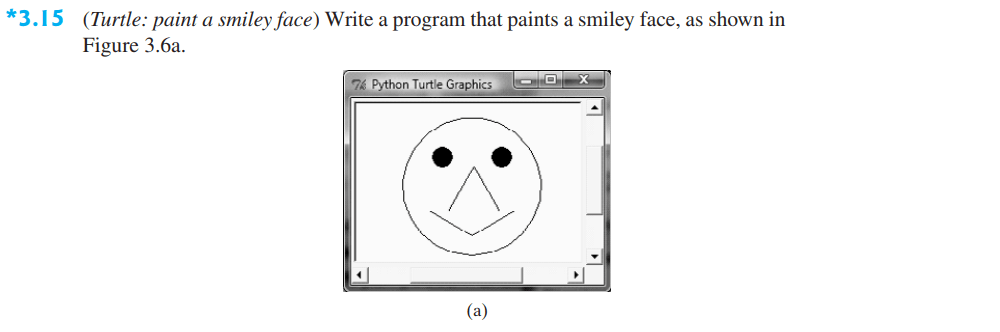 *3.15 (Turtle: paint a smiley face) Write a program that paints a smiley face, as shown in
Figure 3.6a.
Python Turtle Graphics
(a)